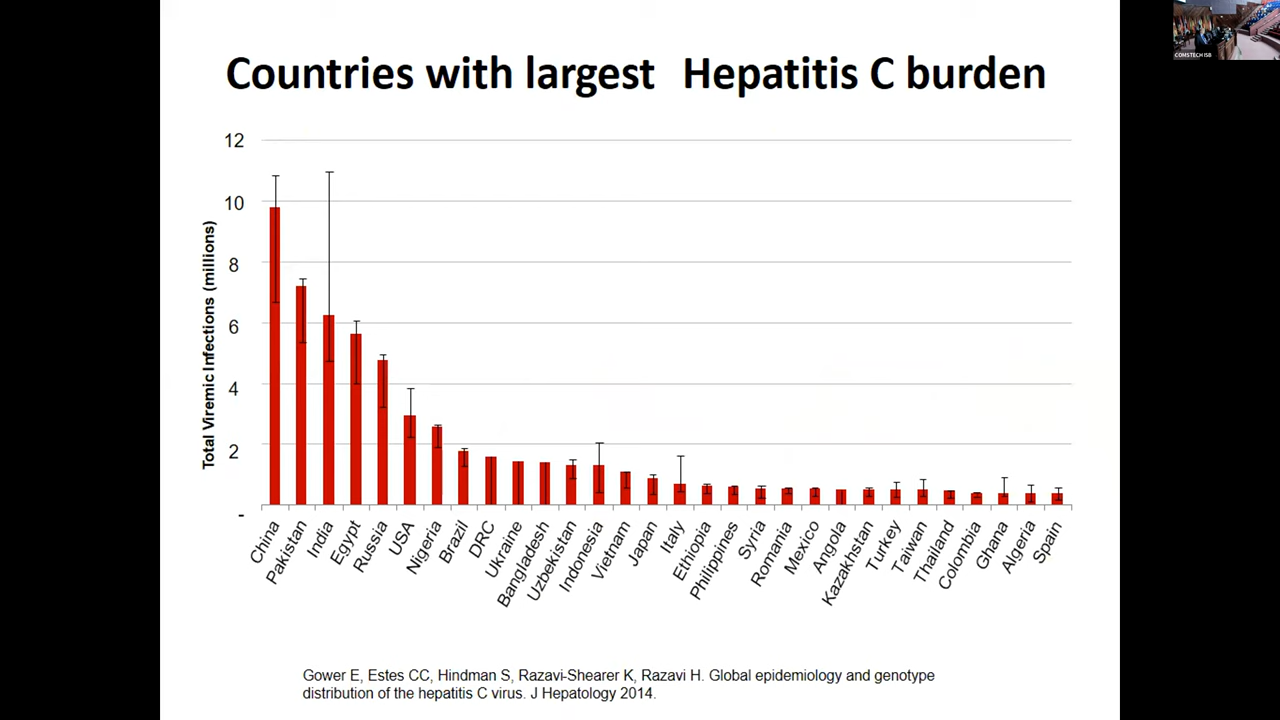 COMSTECH ISB
Countries with largest Hepatitis C burden
12
10
8
6
4
2
-
Total Viremic Infections (millions)
China
Pakistan
India
Egypt
Russia
USA
Nigeria
Brazil
DRC
Ukraine
Bangladesh
Uzbekistan
Indonesia
Vietnam
Japan
Italy
Ethiopia
Philippines
Syria
Romania
Mexico
Angola
Kazakhstan
Turkey
Taiwan
Thailand
Colombia
Ghana
Algeria
Spain
Gower E, Estes CC, Hindman S, Razavi-Shearer K, Razavi H. Global epidemiology and genotype
distribution of the hepatitis C virus. J Hepatology 2014.